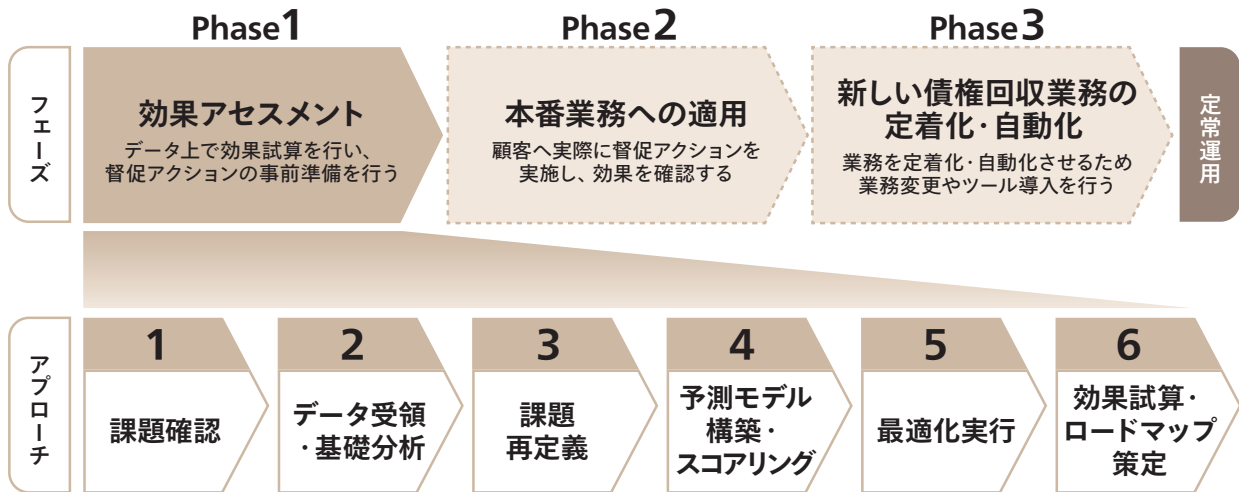 Phase1
Phase2
Phase3
フェーズ
効果アセスメント
データ上で効果試算を行い、
督促アクションの事前準備を行う
本番業務への適用
顧客へ実際に督促アクションを
実施し、効果を確認する
新しい債権回収業務の
定着化・自動化
業務を定着化・自動化させるため
業務変更やツール導入を行う
定常運用
アプローチ
1
課題確認
2
データ受領
・基礎分析
3
課題
再定義
4
予測モデル
構築・
スコアリング
5
最適化実行
6
効果試算・
ロードマップ
策定